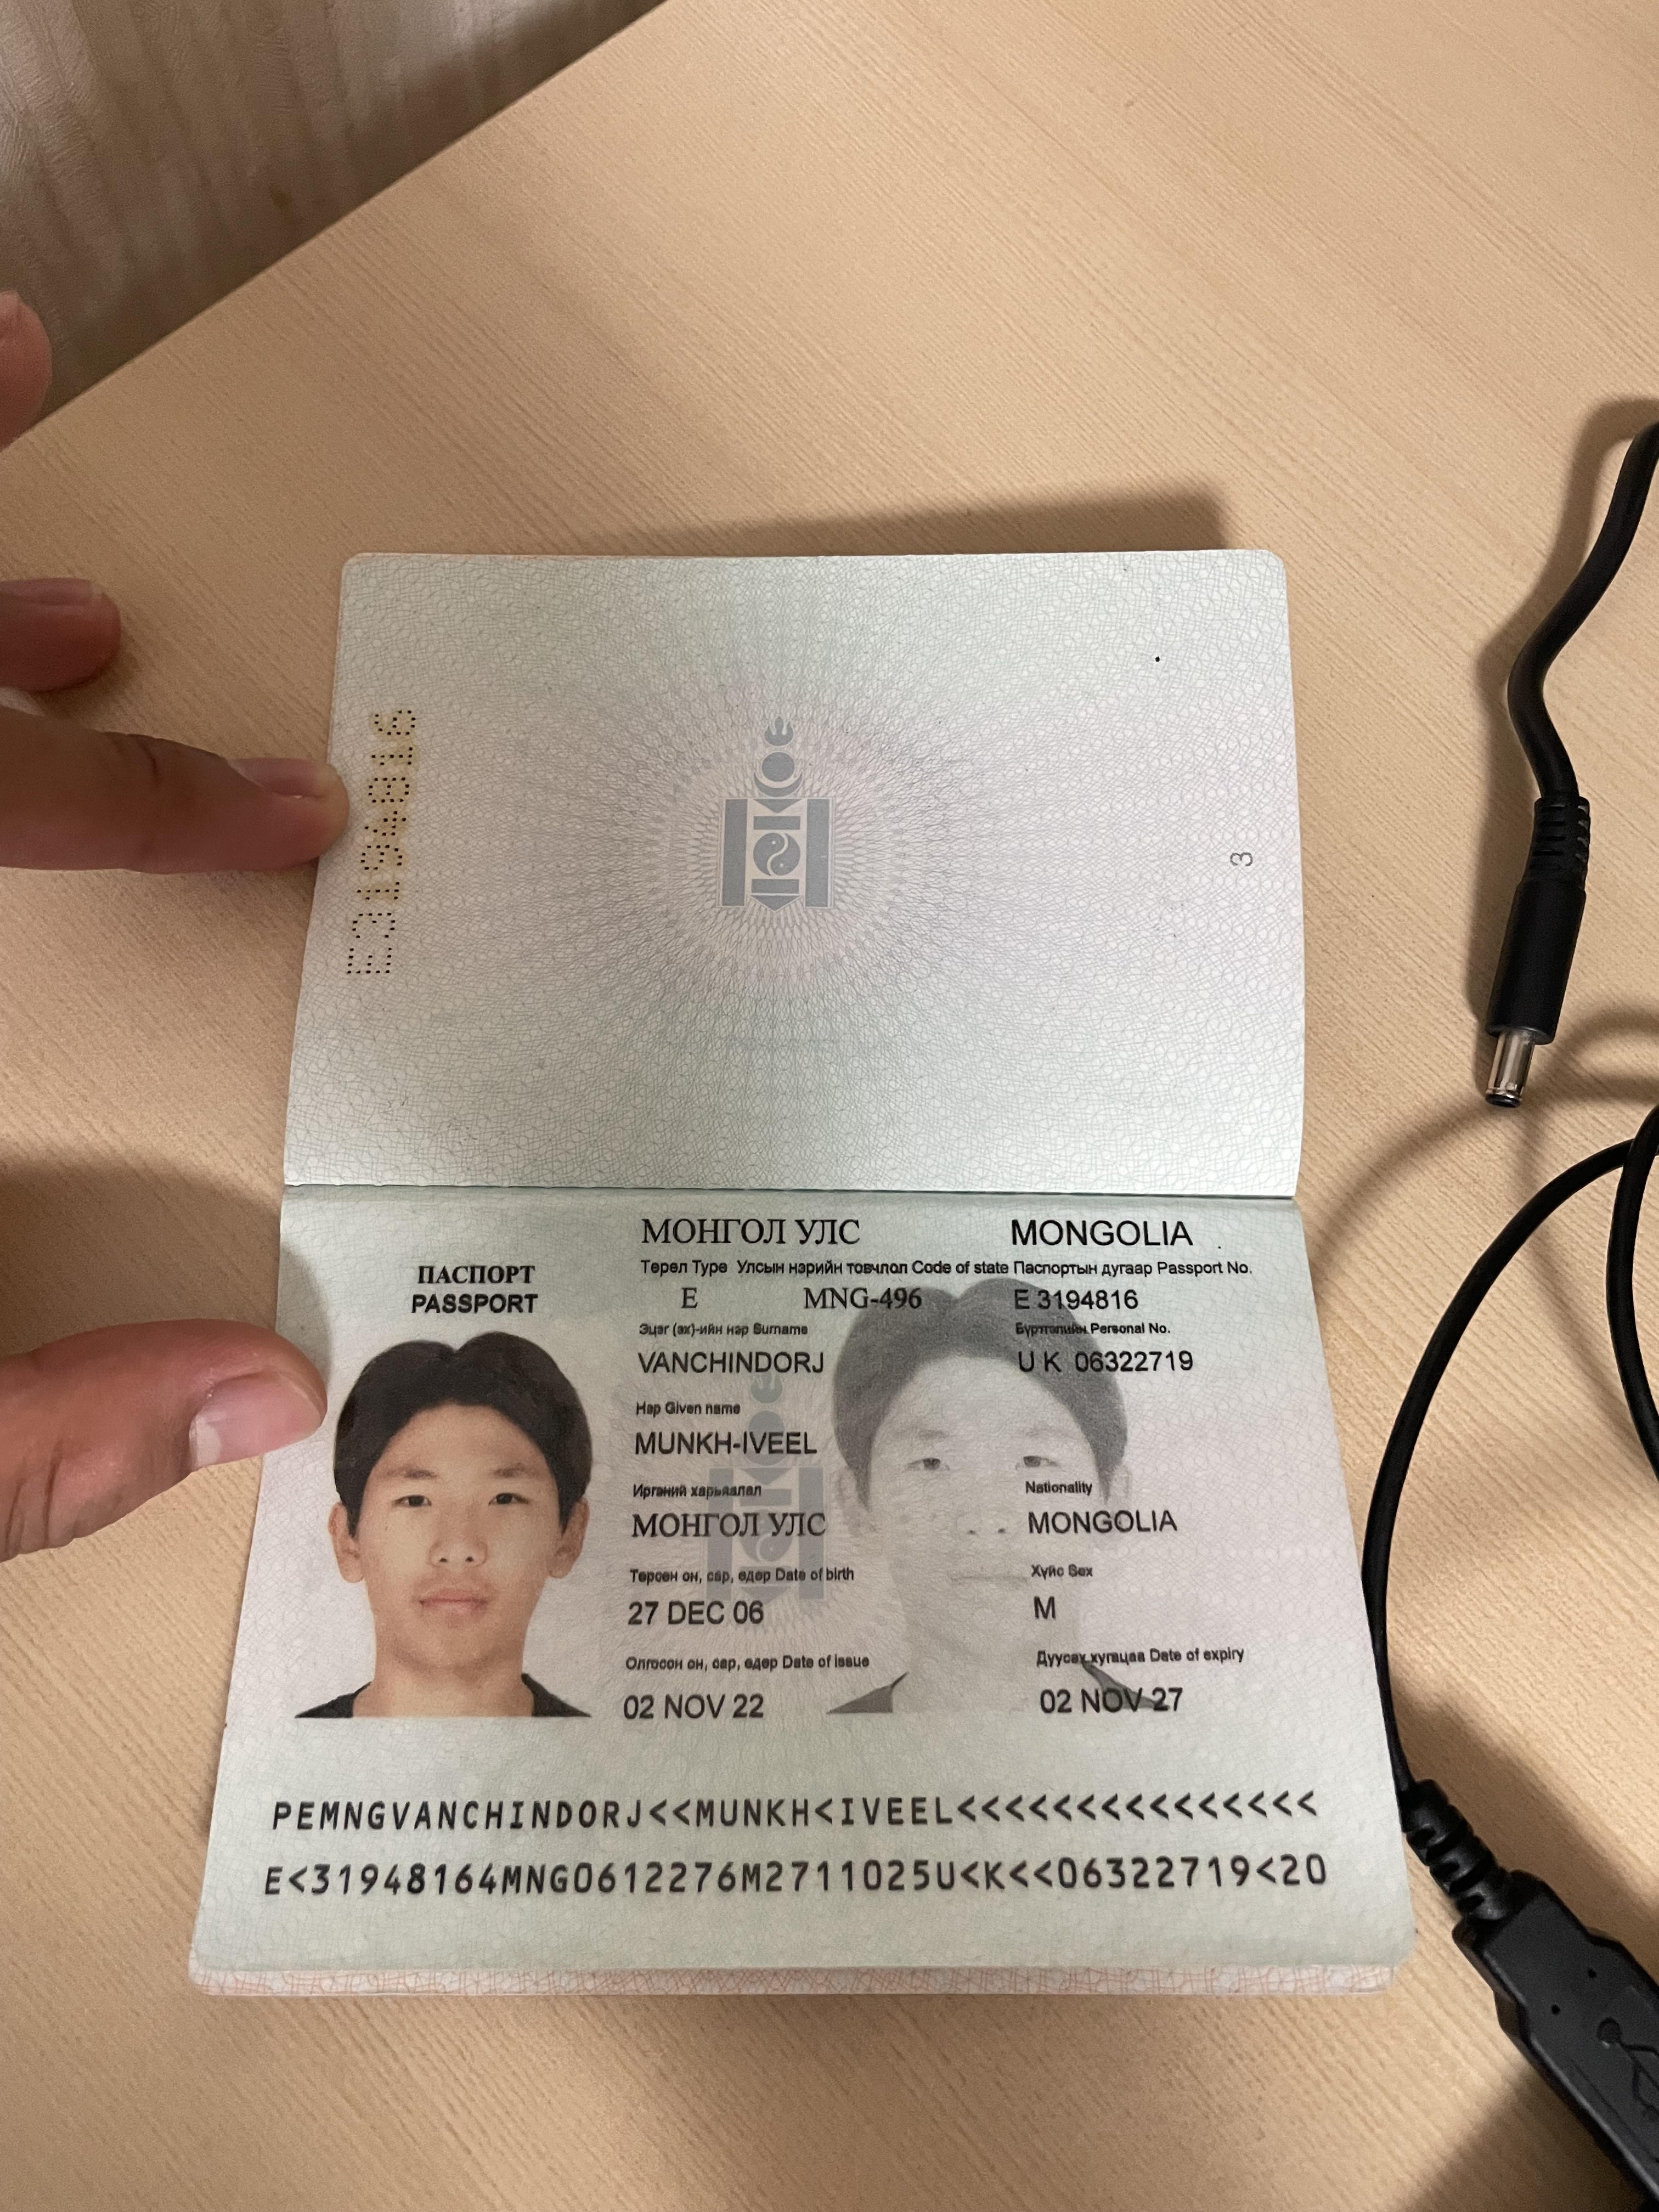 E3194816
3
МОНГОЛ УЛС MONGOLIA
ПАСПОРТ
PASSPORT
Төрөл Type Улсын нэрийн товчлол Code of state Паспортын дугаар Passport No.
E MNG-496 E 3194816
Эцэг (эх)-ийн нэр Surname Бүртгэлийн Personal No.
VANCHINDORJ U K 06322719
Нэр Given name
MUNKH-IVEEL
Иргэний харьяалал Nationality
МОНГОЛ УЛС MONGOLIA
Төрсөн он, сар, өдөр Date of birth Хүйс Sex
27 DEC 06 M
Олгосон он, сар, өдөр Date of issue Дуусах хугацаа Date of expiry
02 NOV 22 02 NOV 27
PEMNGVANCHINDORJ<<MUNKH<IVEEL<<<<<<<<<<<<<<<
E<31948164MNG0612276M2711025U<K<<06322719<20